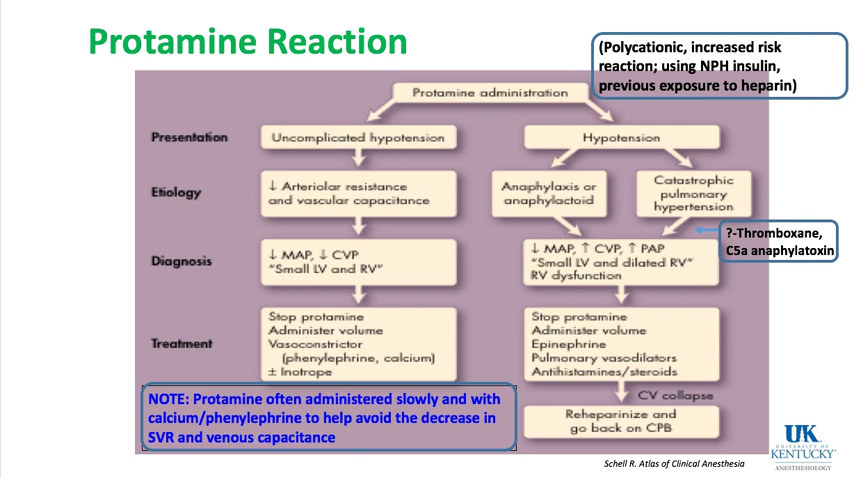 Protamine Reaction
(Polycationic, increased risk
reaction; using NPH insulin,
previous exposure to heparin)
Protamine administration
Presentation
Uncomplicated hypotension
Hypotension
Etiology
↓ Arteriolar resistance
and vascular capacitance
Anaphylaxis or
anaphylactoid
Catastrophic
pulmonary
hypertension
?-Thromboxane,
C5a anaphylatoxin
Diagnosis
↓ MAP, ↓ CVP
"Small LV and RV"
↓ MAP, ↑ CVP, ↑ PAP
"Small LV and dilated RV"
RV dysfunction
Treatment
Stop protamine
Administer volume
Vasoconstrictor
(phenylephrine, calcium)
± Inotrope
Stop protamine
Administer volume
Epinephrine
Pulmonary vasodilators
Antihistamines/steroids
CV collapse
Reheparinize and
go back on CPB
NOTE: Protamine often administered slowly and with
calcium/phenylephrine to help avoid the decrease in
SVR and venous capacitance
Schell R. Atlas of Clinical Anesthesia
UK
UNIVERSITY OF
KENTUCKY
ANESTHESIOLOGY